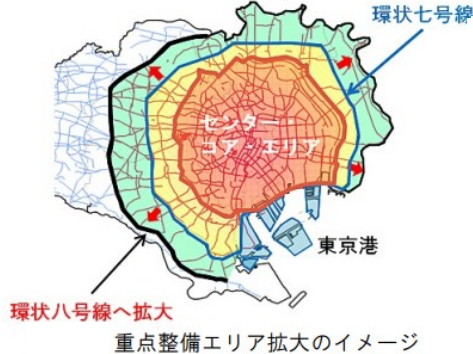 環状七号線
センター・
コア・エリア
東京港
環状八号線へ拡大
重点整備エリア拡大のイメージ